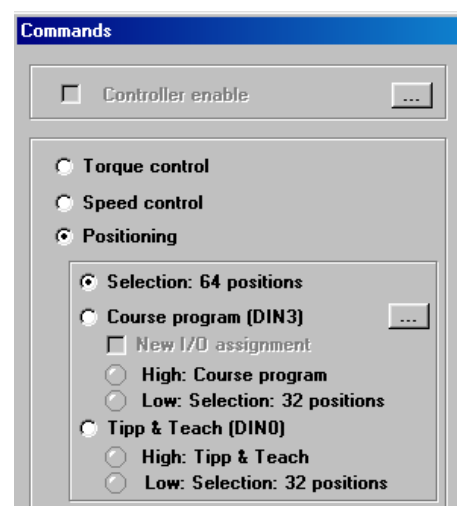 Commands
Controller enable
...
Torque control
Speed control
Positioning
Selection: 64 positions
Course program (DIN3)
...
New I/O assignment
High: Course program
Low: Selection: 32 positions
Tipp & Teach (DIN0)
High: Tipp & Teach
Low: Selection: 32 positions